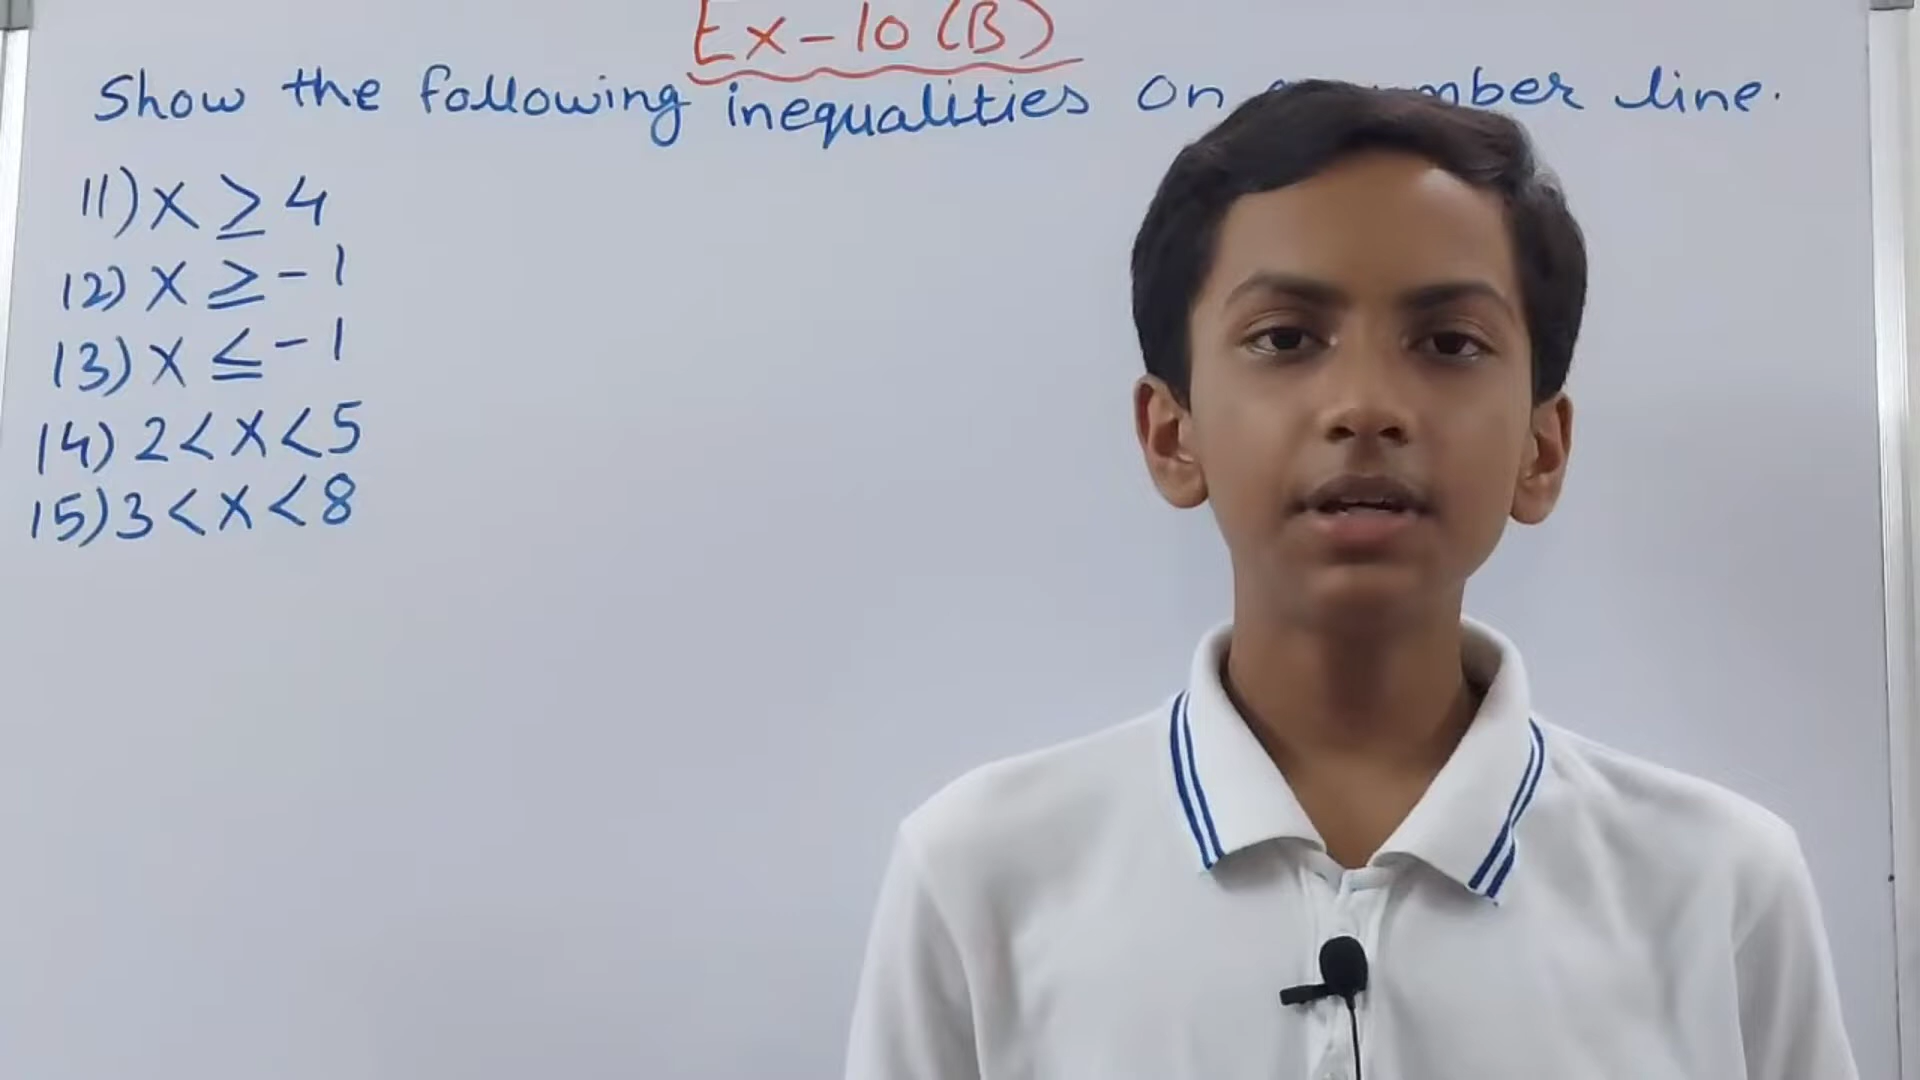 Ex-10 (B)
Show the following inequalities on line.
11) x ≥ 4
12) x ≥ -1
13) x ≤ -1
14) 2 < x < 5
15) 3 < x < 8